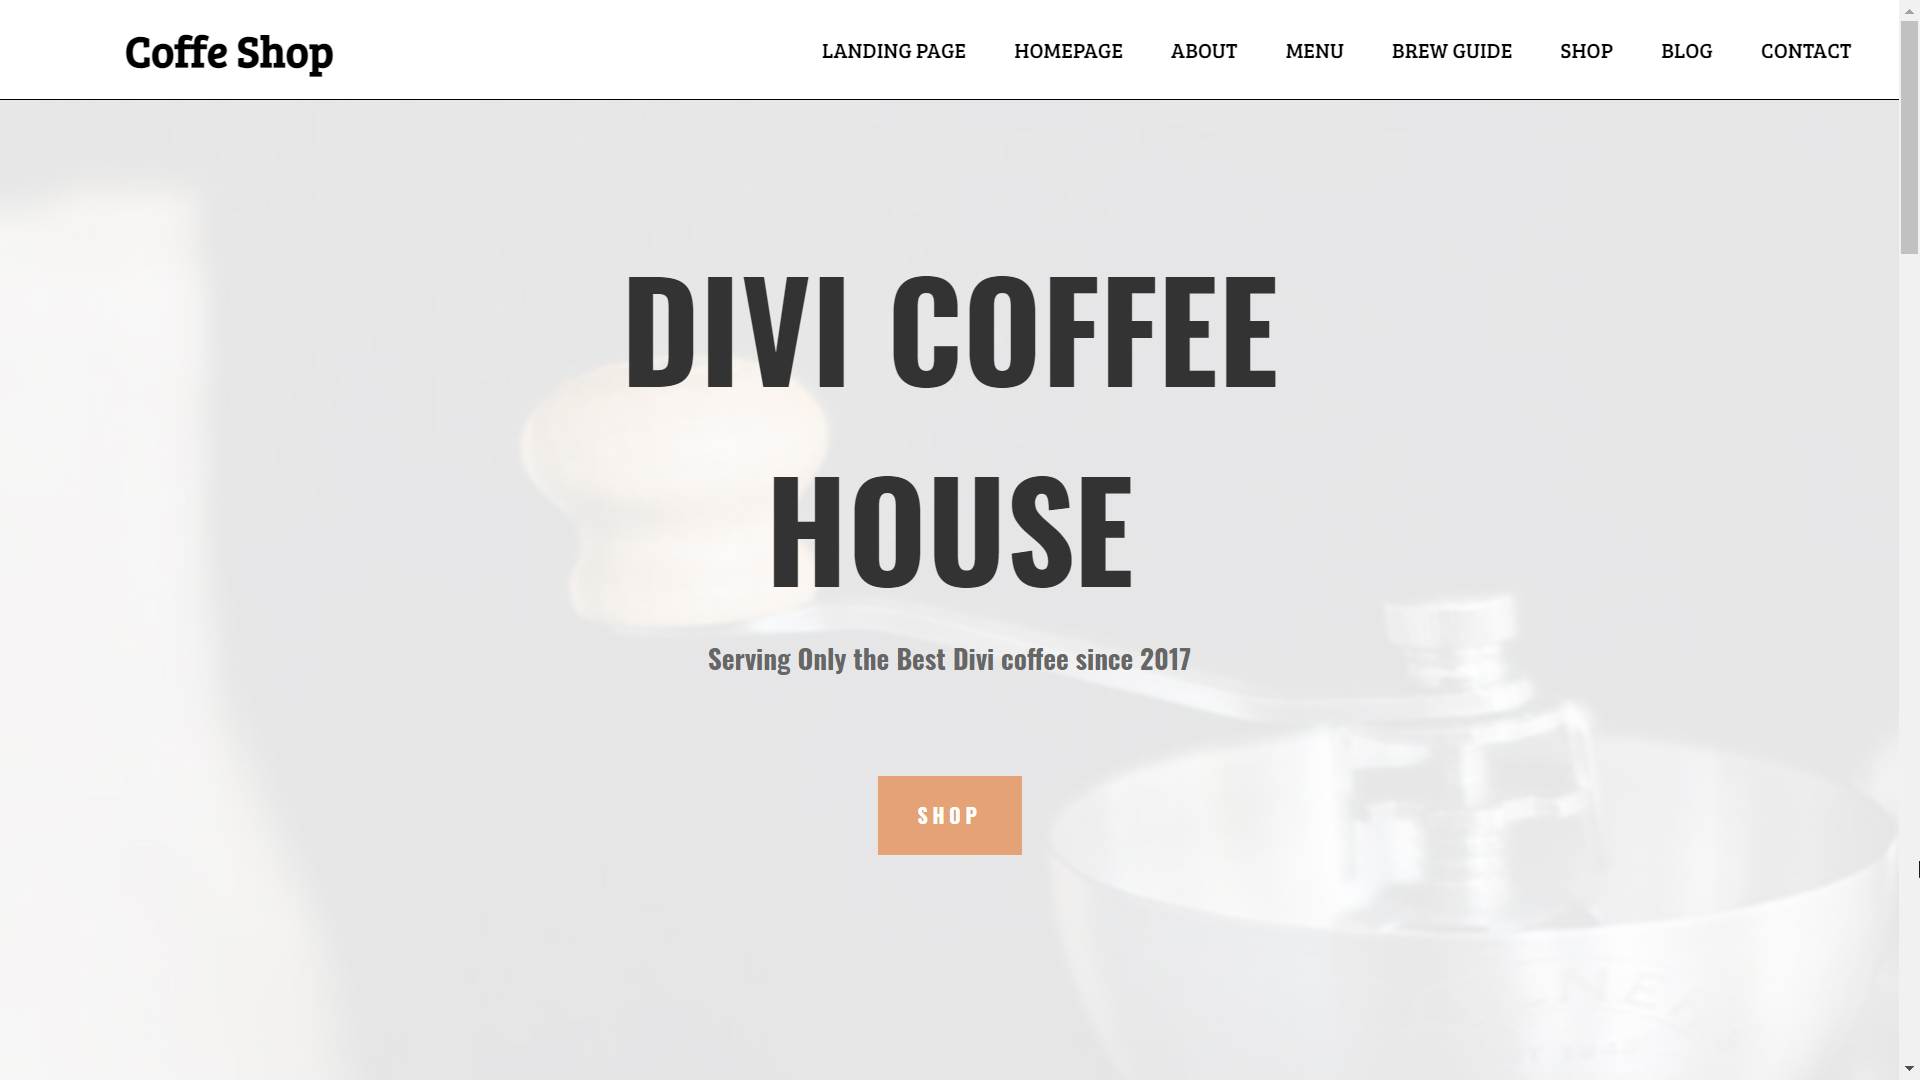 Coffe Shop
LANDING PAGE HOMEPAGE ABOUT MENU BREW GUIDE SHOP BLOG CONTACT
DIVI COFFEE
HOUSE
Serving Only the Best Divi coffee since 2017
SHOP